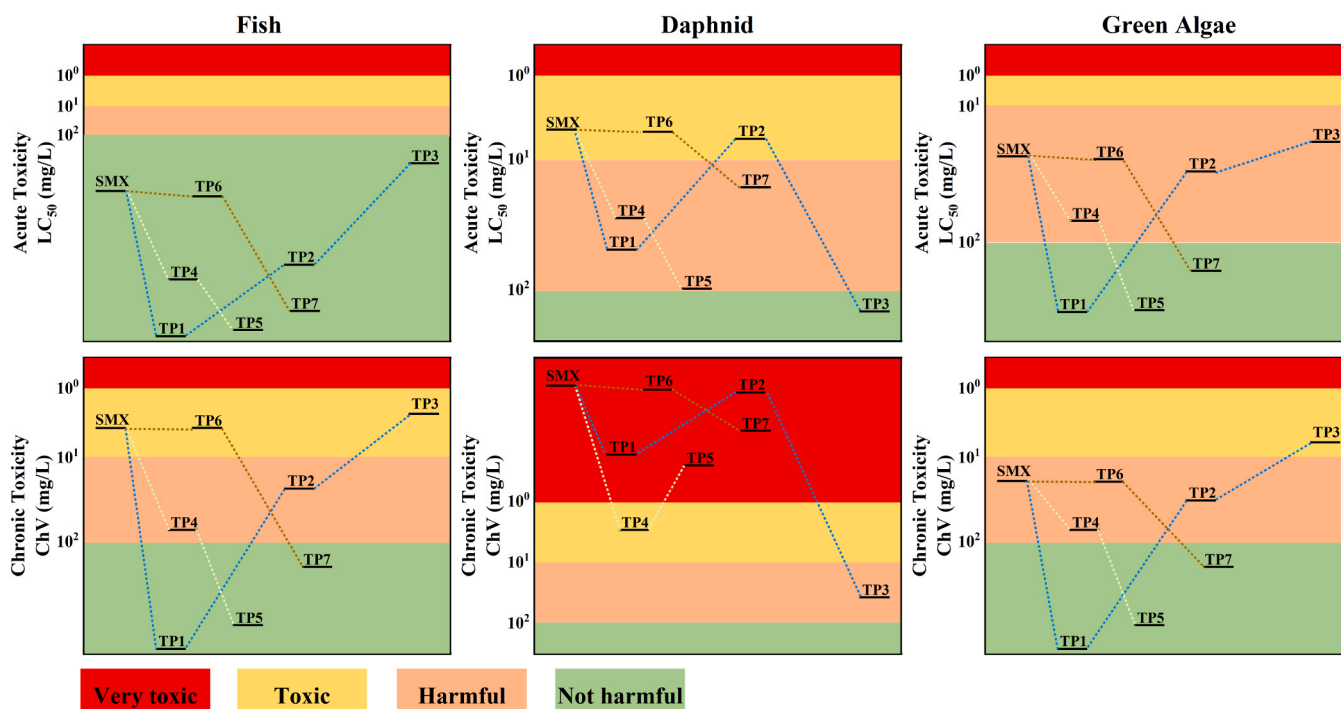 Fish
Daphnid
Green Algae
Acute Toxicity
LC₅₀ (mg/L)
10⁰
10¹
10²
SMX
TP6
TP3
TP4
TP2
TP1
TP5
TP7
Acute Toxicity
LC₅₀ (mg/L)
10⁰
10¹
10²
SMX
TP6
TP2
TP7
TP4
TP1
TP5
TP3
Acute Toxicity
LC₅₀ (mg/L)
10⁰
10¹
10²
TP3
SMX
TP6
TP2
TP4
TP7
TP1
TP5
Chronic Toxicity
ChV (mg/L)
10⁰
10¹
10²
TP3
SMX
TP6
TP2
TP4
TP7
TP5
TP1
Chronic Toxicity
ChV (mg/L)
10⁰
10¹
10²
SMX
TP6
TP2
TP7
TP1
TP5
TP4
TP3
Chronic Toxicity
ChV (mg/L)
10⁰
10¹
10²
TP3
SMX
TP6
TP2
TP4
TP7
TP5
TP1
Very toxic
Toxic
Harmful
Not harmful